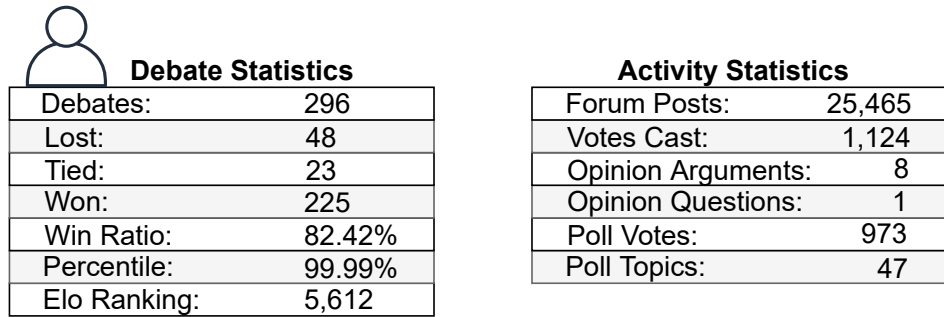 Debate Statistics
Debates: 296
Lost: 48
Tied: 23
Won: 225
Win Ratio: 82.42%
Percentile: 99.99%
Elo Ranking: 5,612
Activity Statistics
Forum Posts: 25,465
Votes Cast: 1,124
Opinion Arguments: 8
Opinion Questions: 1
Poll Votes: 973
Poll Topics: 47